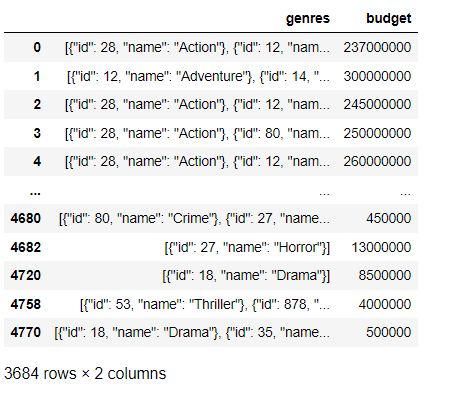 genres budget
0 [{"id": 28, "name": "Action"}, {"id": 12, "nam... 237000000
1 [{"id": 12, "name": "Adventure"}, {"id": 14, "... 300000000
2 [{"id": 28, "name": "Action"}, {"id": 12, "nam... 245000000
3 [{"id": 28, "name": "Action"}, {"id": 80, "nam... 250000000
4 [{"id": 28, "name": "Action"}, {"id": 12, "nam... 260000000
... ... ...
4680 [{"id": 80, "name": "Crime"}, {"id": 27, "name... 450000
4682 [{"id": 27, "name": "Horror"}] 13000000
4720 [{"id": 18, "name": "Drama"}] 8500000
4758 [{"id": 53, "name": "Thriller"}, {"id": 878, "... 4000000
4770 [{"id": 18, "name": "Drama"}, {"id": 35, "name... 500000
3684 rows × 2 columns